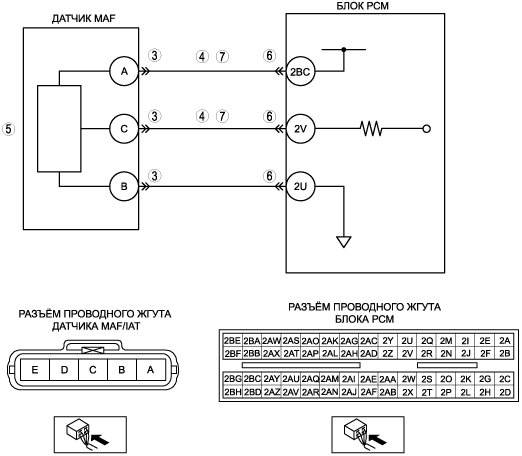 ДАТЧИК MAF
БЛОК PCM
3
4
7
6
A
2BC
3
4
7
6
5
C
2V
3
6
B
2U
РАЗЪЁМ ПРОВОДНОГО ЖГУТА
ДАТЧИКА MAF/IAT
РАЗЪЁМ ПРОВОДНОГО ЖГУТА
БЛОКА PCM
E D C B A
2BE 2BA 2AW 2AS 2AO 2AK 2AG 2AC 2Y 2U 2Q 2M 2I 2E 2A
2BF 2BB 2AX 2AT 2AP 2AL 2AH 2AD 2Z 2V 2R 2N 2J 2F 2B
2BG 2BC 2AY 2AU 2AQ 2AM 2AI 2AE 2AA 2W 2S 2O 2K 2G 2C
2BH 2BD 2AZ 2AV 2AR 2AN 2AJ 2AF 2AB 2X 2T 2P 2L 2H 2D